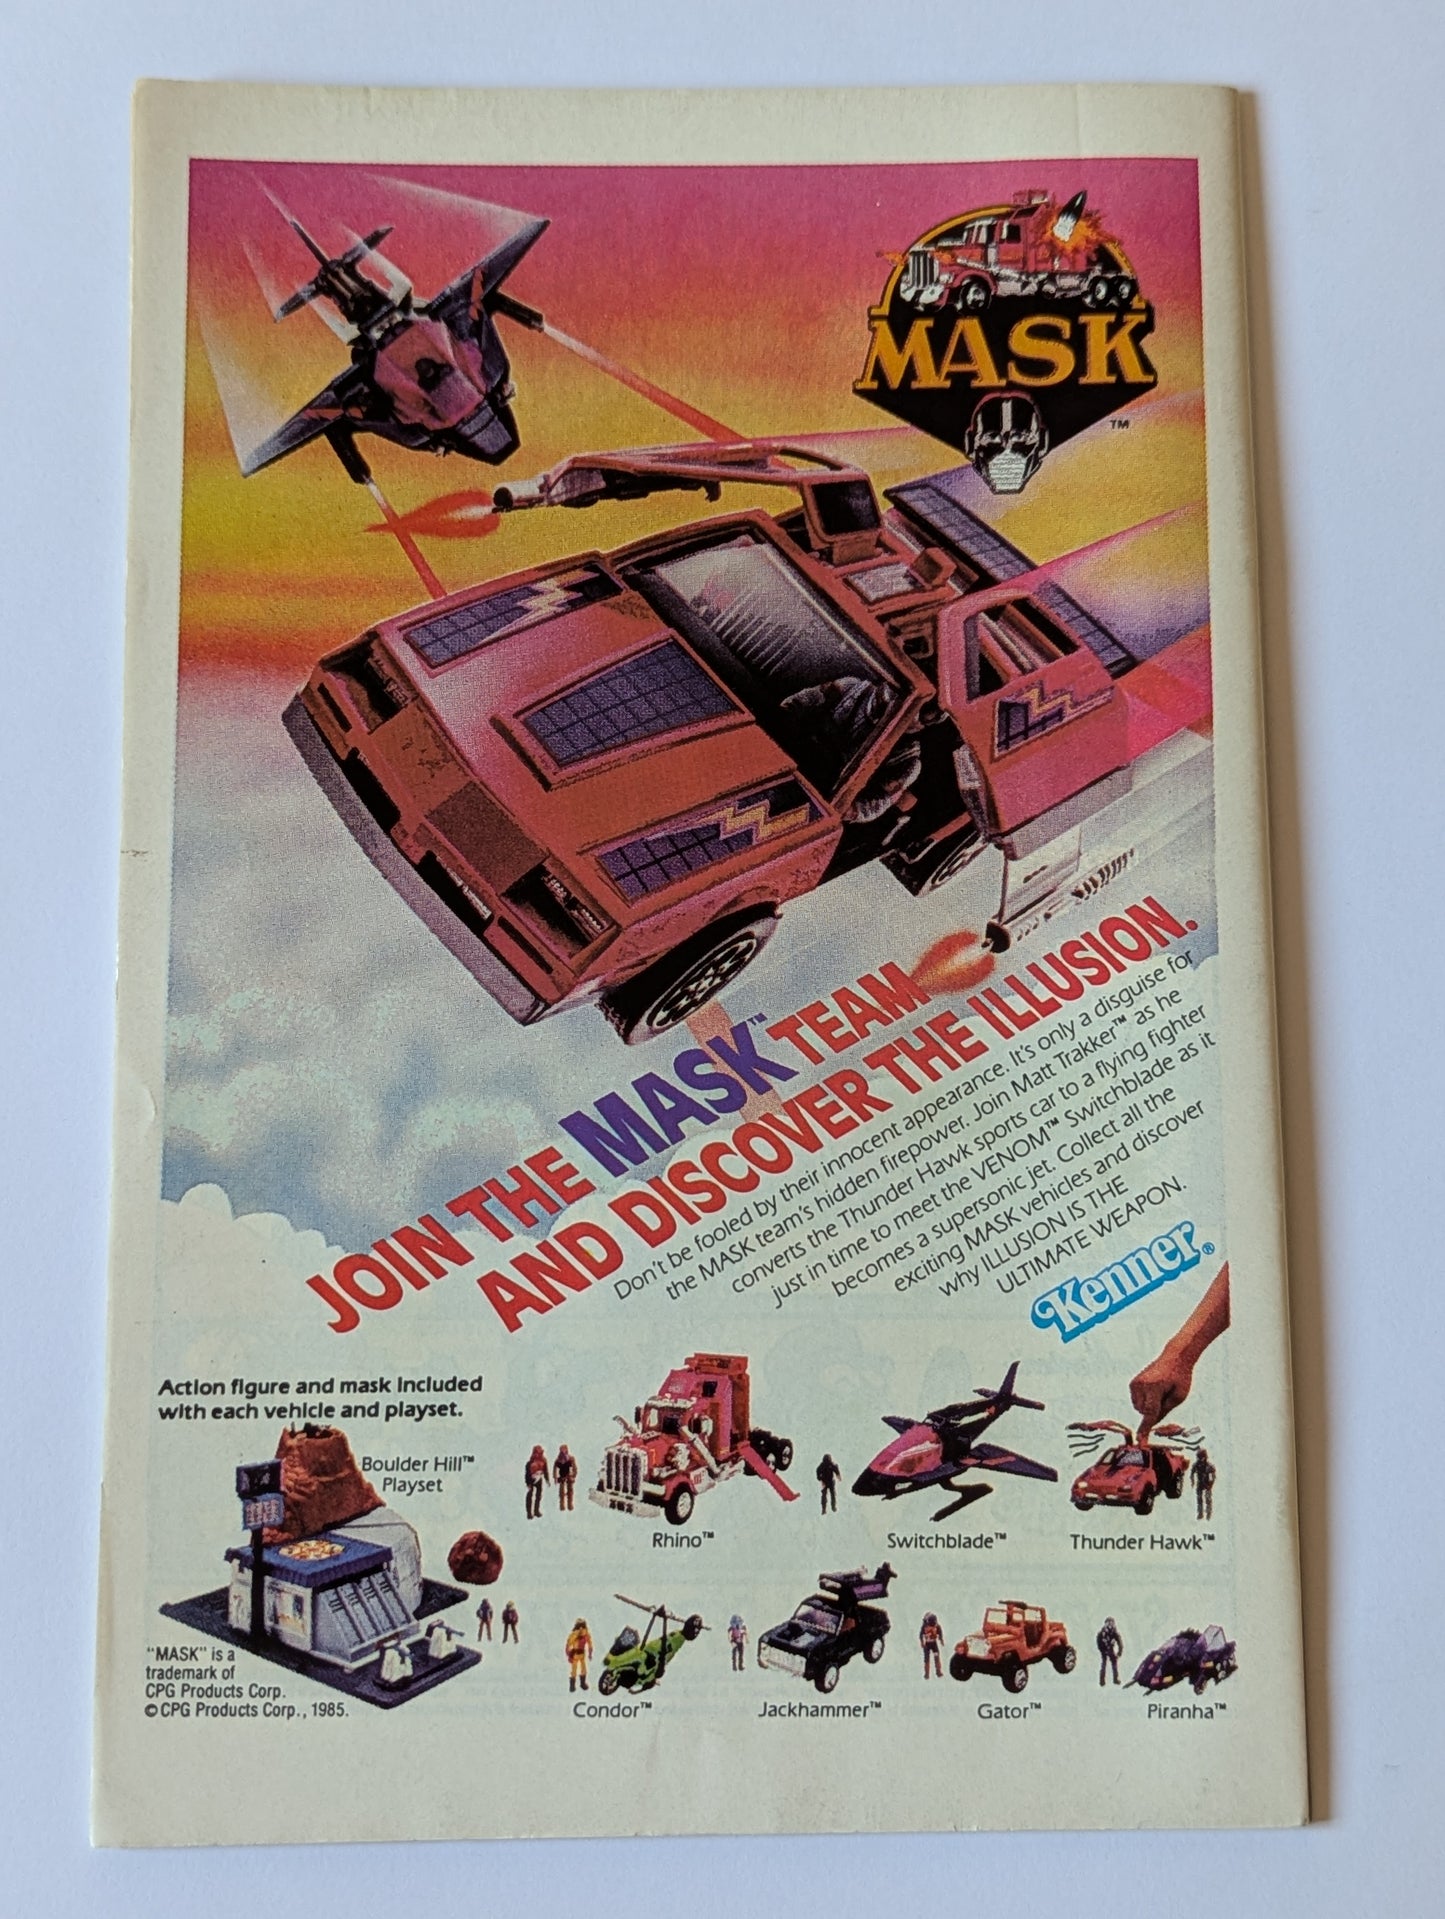 MASK
TM
JOIN THE MASK™ TEAM
AND DISCOVER THE ILLUSION.
Don't be fooled by their innocent appearance. It's only a disguise for
the MASK team's hidden firepower. Join Matt Trakker™ as he
converts the Thunder Hawk sports car to a flying fighter
just in time to meet the VENOM™ Switchblade as it
becomes a supersonic jet. Collect all the
exciting MASK vehicles and discover
why ILLUSION IS THE
ULTIMATE WEAPON.
Kenner®
Action figure and mask included
with each vehicle and playset.
Boulder Hill™
Playset
Rhino™
Switchblade™
Thunder Hawk™
Condor™
Jackhammer™
Gator™
Piranha™
"MASK" is a
trademark of
CPG Products Corp.
© CPG Products Corp., 1985.